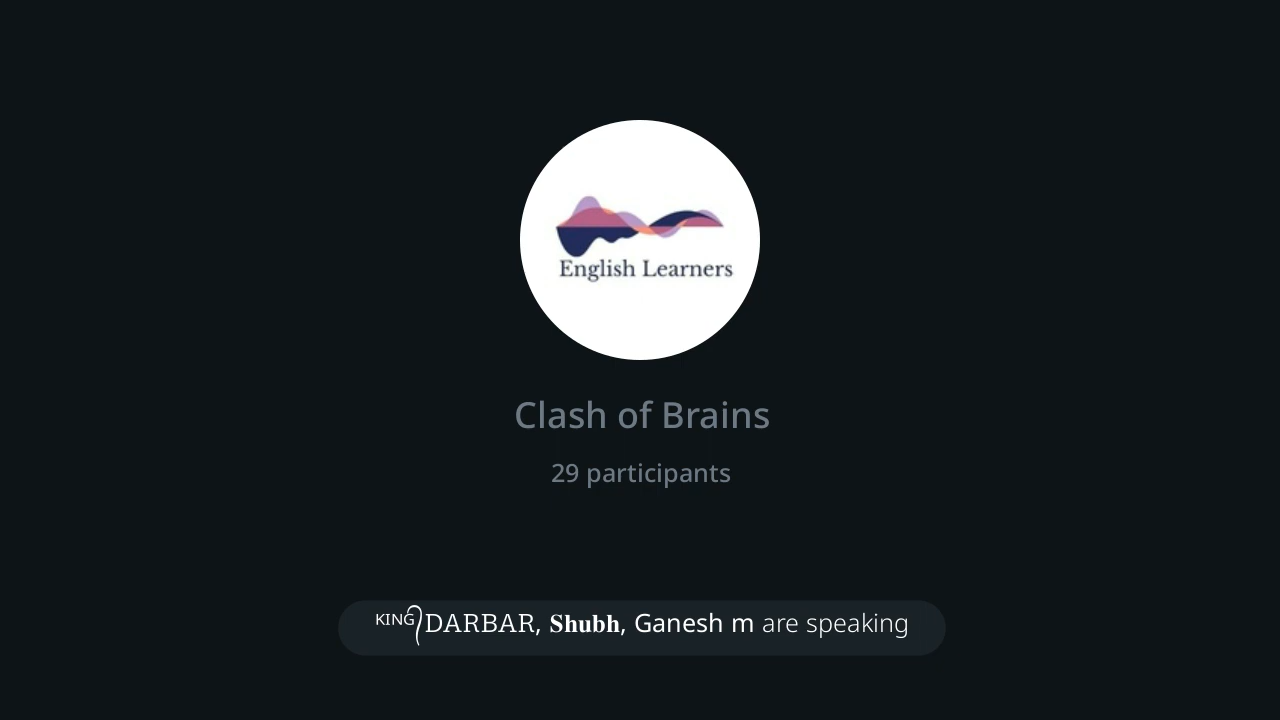 English Learners
Clash of Brains
29 participants
ᴷᴵᴺᴳ᭄DARBAR, 𝐒𝐡𝐮𝐛𝐡, Ganesh m are speaking